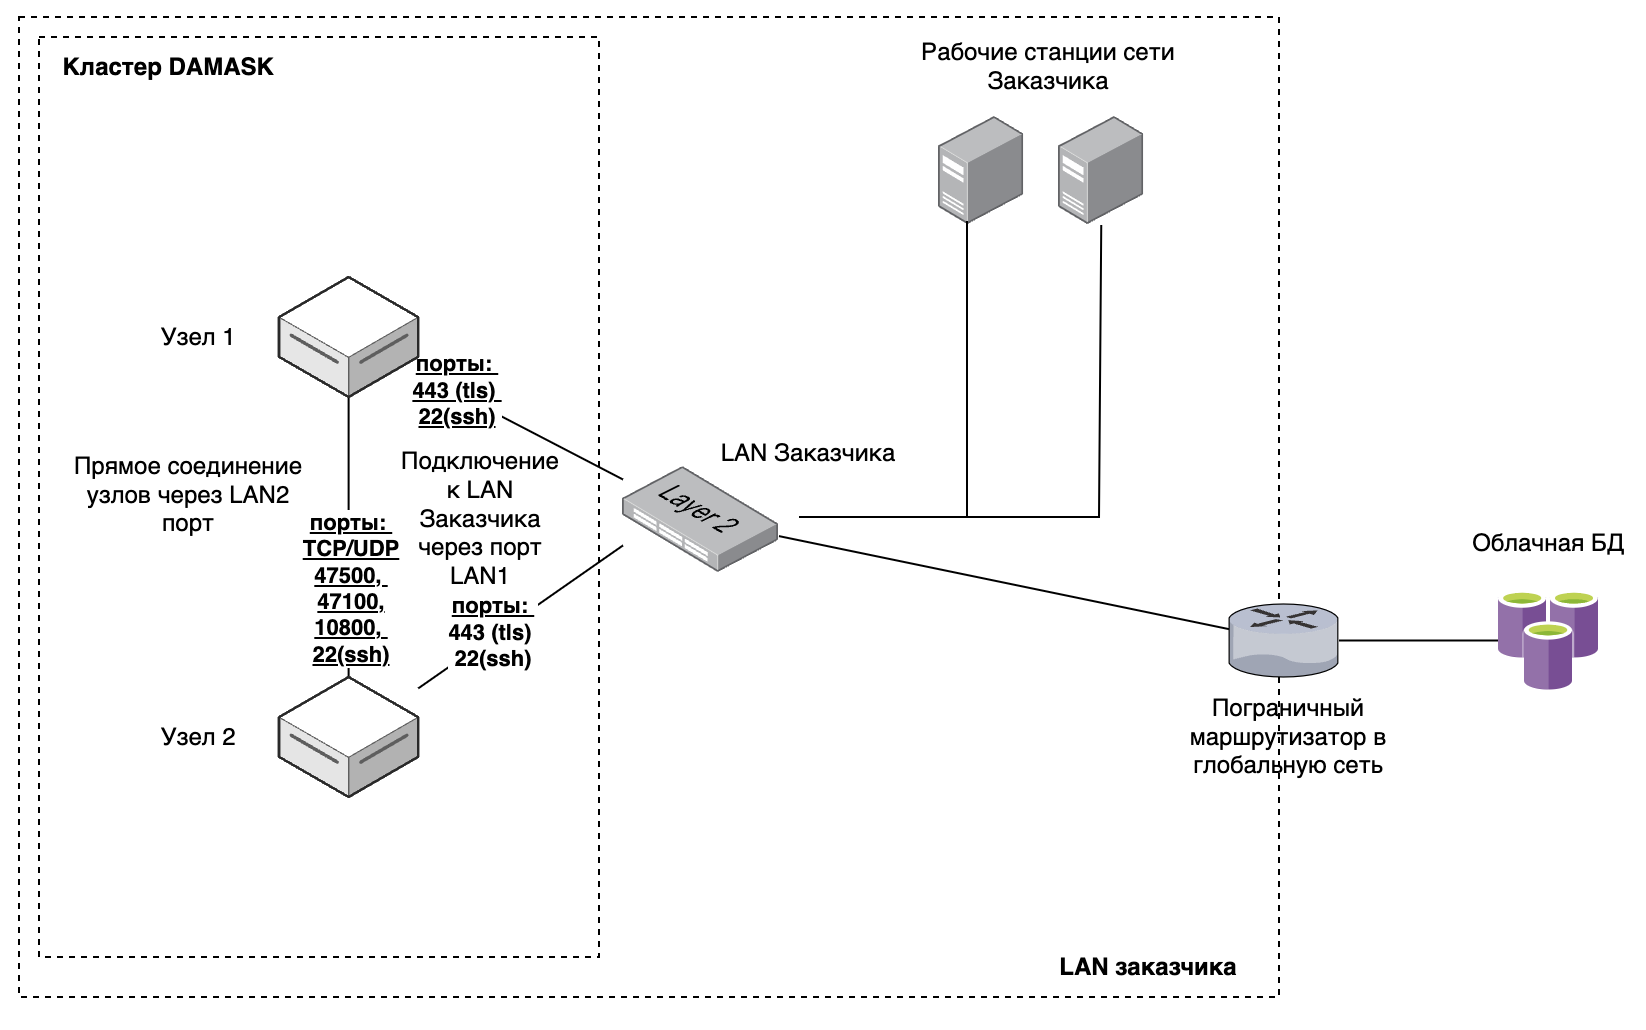 Кластер DAMASK
Рабочие станции сети
Заказчика
Узел 1
порты:
443 (tls)
22(ssh)
Прямое соединение
узлов через LAN2
порт
Подключение
к LAN
Заказчика
через порт
LAN1
LAN Заказчика
Layer 2
порты:
TCP/UDP
47500,
47100,
10800,
22(ssh)
порты:
443 (tls)
22(ssh)
Узел 2
Облачная БД
Пограничный
маршрутизатор в
глобальную сеть
LAN заказчика